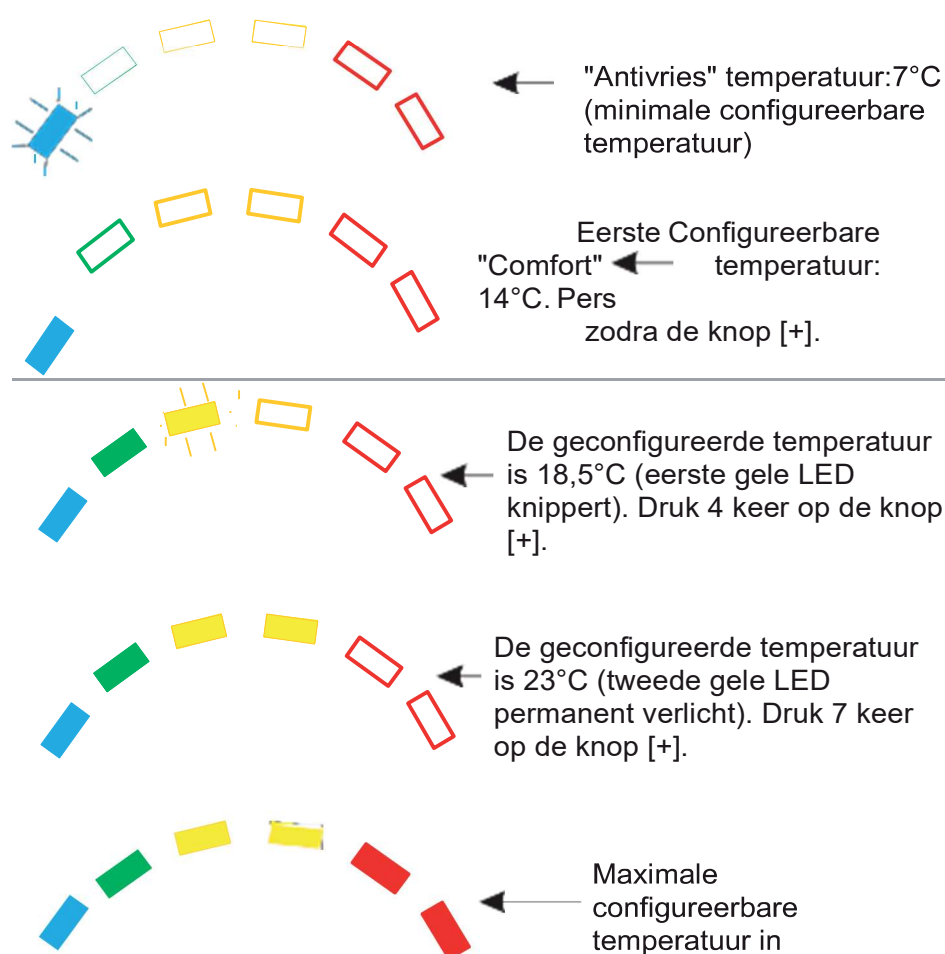 "Antivries" temperatuur:7°C
(minimale configureerbare
temperatuur)
Eerste Configureerbare
"Comfort" temperatuur:
14°C. Pers
zodra de knop [+].
De geconfigureerde temperatuur
is 18,5°C (eerste gele LED
knippert). Druk 4 keer op de knop
[+].
De geconfigureerde temperatuur
is 23°C (tweede gele LED
permanent verlicht). Druk 7 keer
op de knop [+].
Maximale
configureerbare
temperatuur in